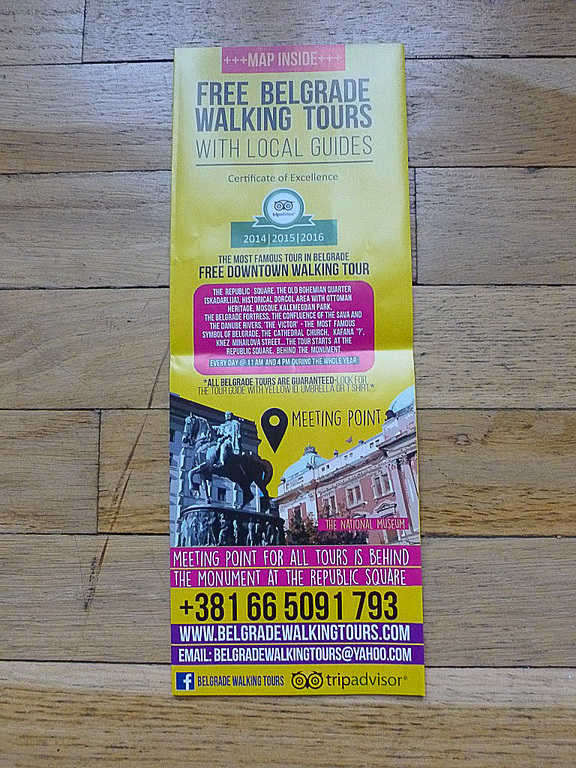 +++MAP INSIDE+++
FREE BELGRADE
WALKING TOURS
WITH LOCAL GUIDES
Certificate of Excellence
tripadvisor
2014|2015|2016
THE MOST FAMOUS TOUR IN BELGRADE
FREE DOWNTOWN WALKING TOUR
THE REPUBLIC SQUARE, THE OLD BOHEMIAN QUARTER
(SKADARLIJA), HISTORICAL DORCOL AREA WITH OTTOMAN
HERITAGE, MOSQUE, KALEMEGDAN PARK,
THE BELGRADE FORTRESS, THE CONFLUENCE OF THE SAVA AND
THE DANUBE RIVERS, "THE VICTOR" - THE MOST FAMOUS
SYMBOL OF BELGRADE, THE CATHEDRAL CHURCH, KAFANA "?",
KNEZ MIHAILOVA STREET... THE TOUR STARTS AT THE
REPUBLIC SQUARE, BEHIND THE MONUMENT.
EVERY DAY @ 11 AM AND 4 PM DURING THE WHOLE YEAR.
*ALL BELGRADE TOURS ARE GUARANTEED-LOOK FOR
THE TOUR GUIDE WITH YELLOW ID, UMBRELLA OR T SHIRT.*
MEETING POINT
THE NATIONAL MUSEUM
MEETING POINT FOR ALL TOURS IS BEHIND
THE MONUMENT AT THE REPUBLIC SQUARE
+381 66 5091 793
WWW.BELGRADEWALKINGTOURS.COM
EMAIL: BELGRADEWALKINGTOURS@YAHOO.COM
f BELGRADE WALKING TOURS tripadvisor®